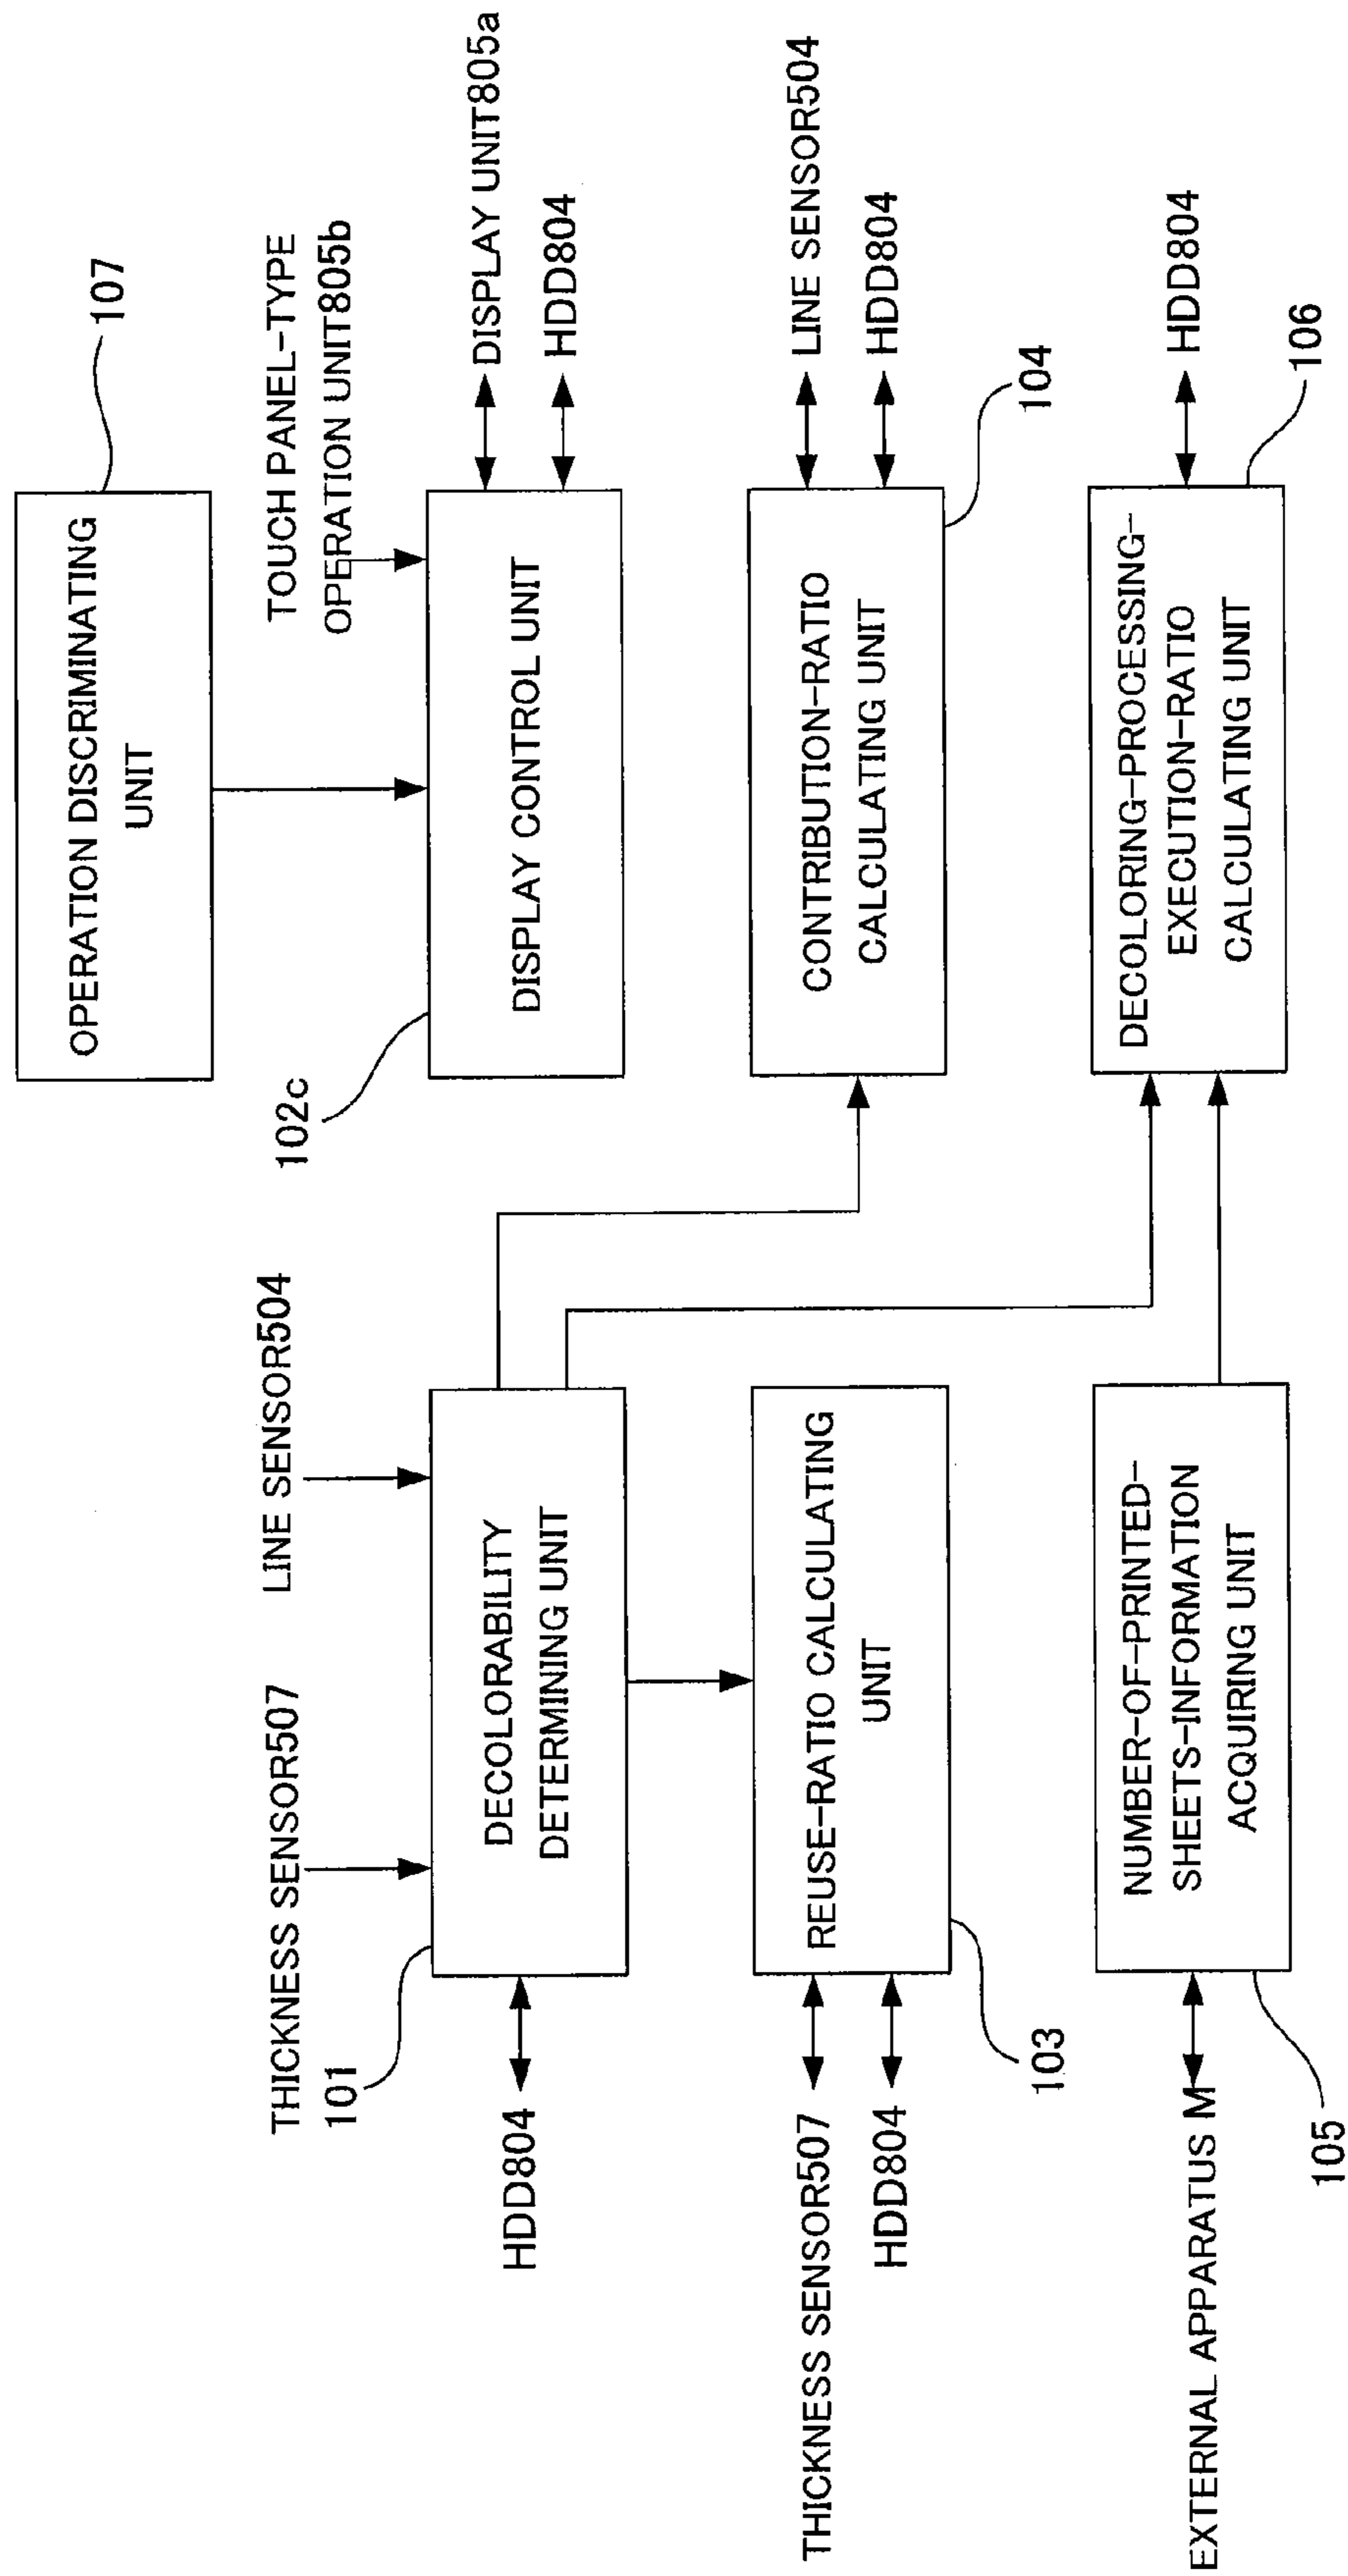 OPERATION DISCRIMINATING
UNIT
107
TOUCH PANEL-TYPE
OPERATION UNIT805b
102c
DISPLAY CONTROL UNIT
DISPLAY UNIT805a
HDD804
THICKNESS SENSOR507
LINE SENSOR504
101
DECOLORABILITY
DETERMINING UNIT
HDD804
CONTRIBUTION-RATIO
CALCULATING UNIT
LINE SENSOR504
HDD804
104
THICKNESS SENSOR507
HDD804
REUSE-RATIO CALCULATING
UNIT
103
DECOLORING-PROCESSING-
EXECUTION-RATIO
CALCULATING UNIT
HDD804
106
EXTERNAL APPARATUS M
NUMBER-OF-PRINTED-
SHEETS-INFORMATION
ACQUIRING UNIT
105